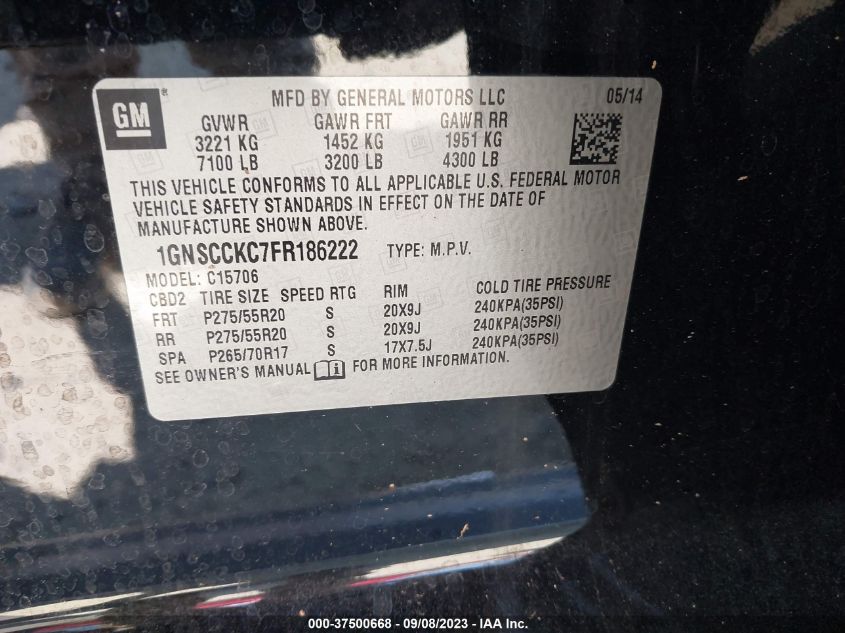 GM ®
MFD BY GENERAL MOTORS LLC 05/14
GVWR GAWR FRT GAWR RR
3221 KG 1452 KG 1951 KG
7100 LB 3200 LB 4300 LB
THIS VEHICLE CONFORMS TO ALL APPLICABLE U.S. FEDERAL MOTOR
VEHICLE SAFETY STANDARDS IN EFFECT ON THE DATE OF
MANUFACTURE SHOWN ABOVE.
1GNSCCKC7FR186222 TYPE: M.P.V.
MODEL: C15706
CBD2 TIRE SIZE SPEED RTG RIM COLD TIRE PRESSURE
FRT P275/55R20 S 20X9J 240KPA(35PSI)
RR P275/55R20 S 20X9J 240KPA(35PSI)
SPA P265/70R17 S 17X7.5J 240KPA(35PSI)
SEE OWNER'S MANUAL i FOR MORE INFORMATION.
000-37500668 - 09/08/2023 - IAA Inc.